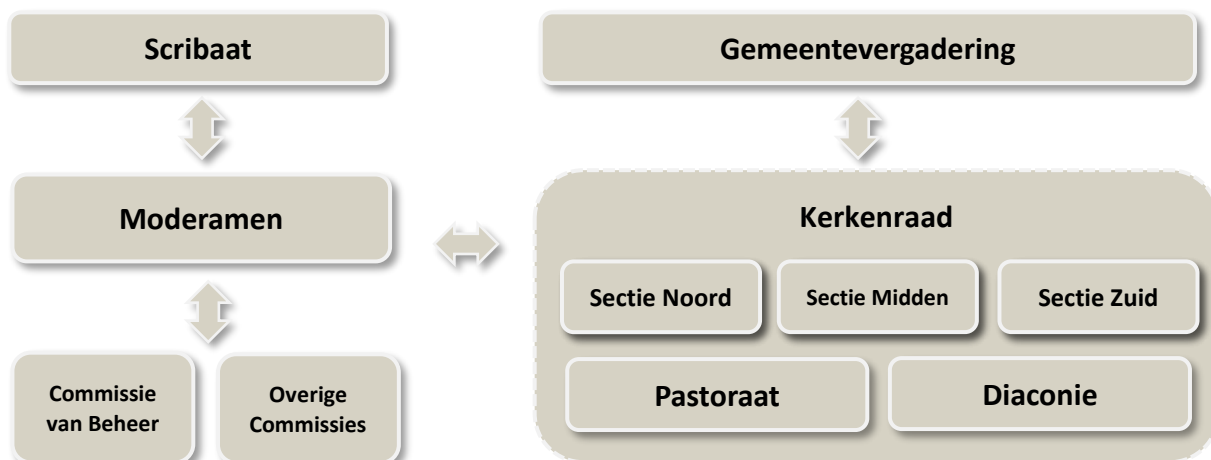 Scribaat
Gemeentevergadering
Moderamen
Kerkenraad
Sectie Noord
Sectie Midden
Sectie Zuid
Commissie
van Beheer
Overige
Commissies
Pastoraat
Diaconie